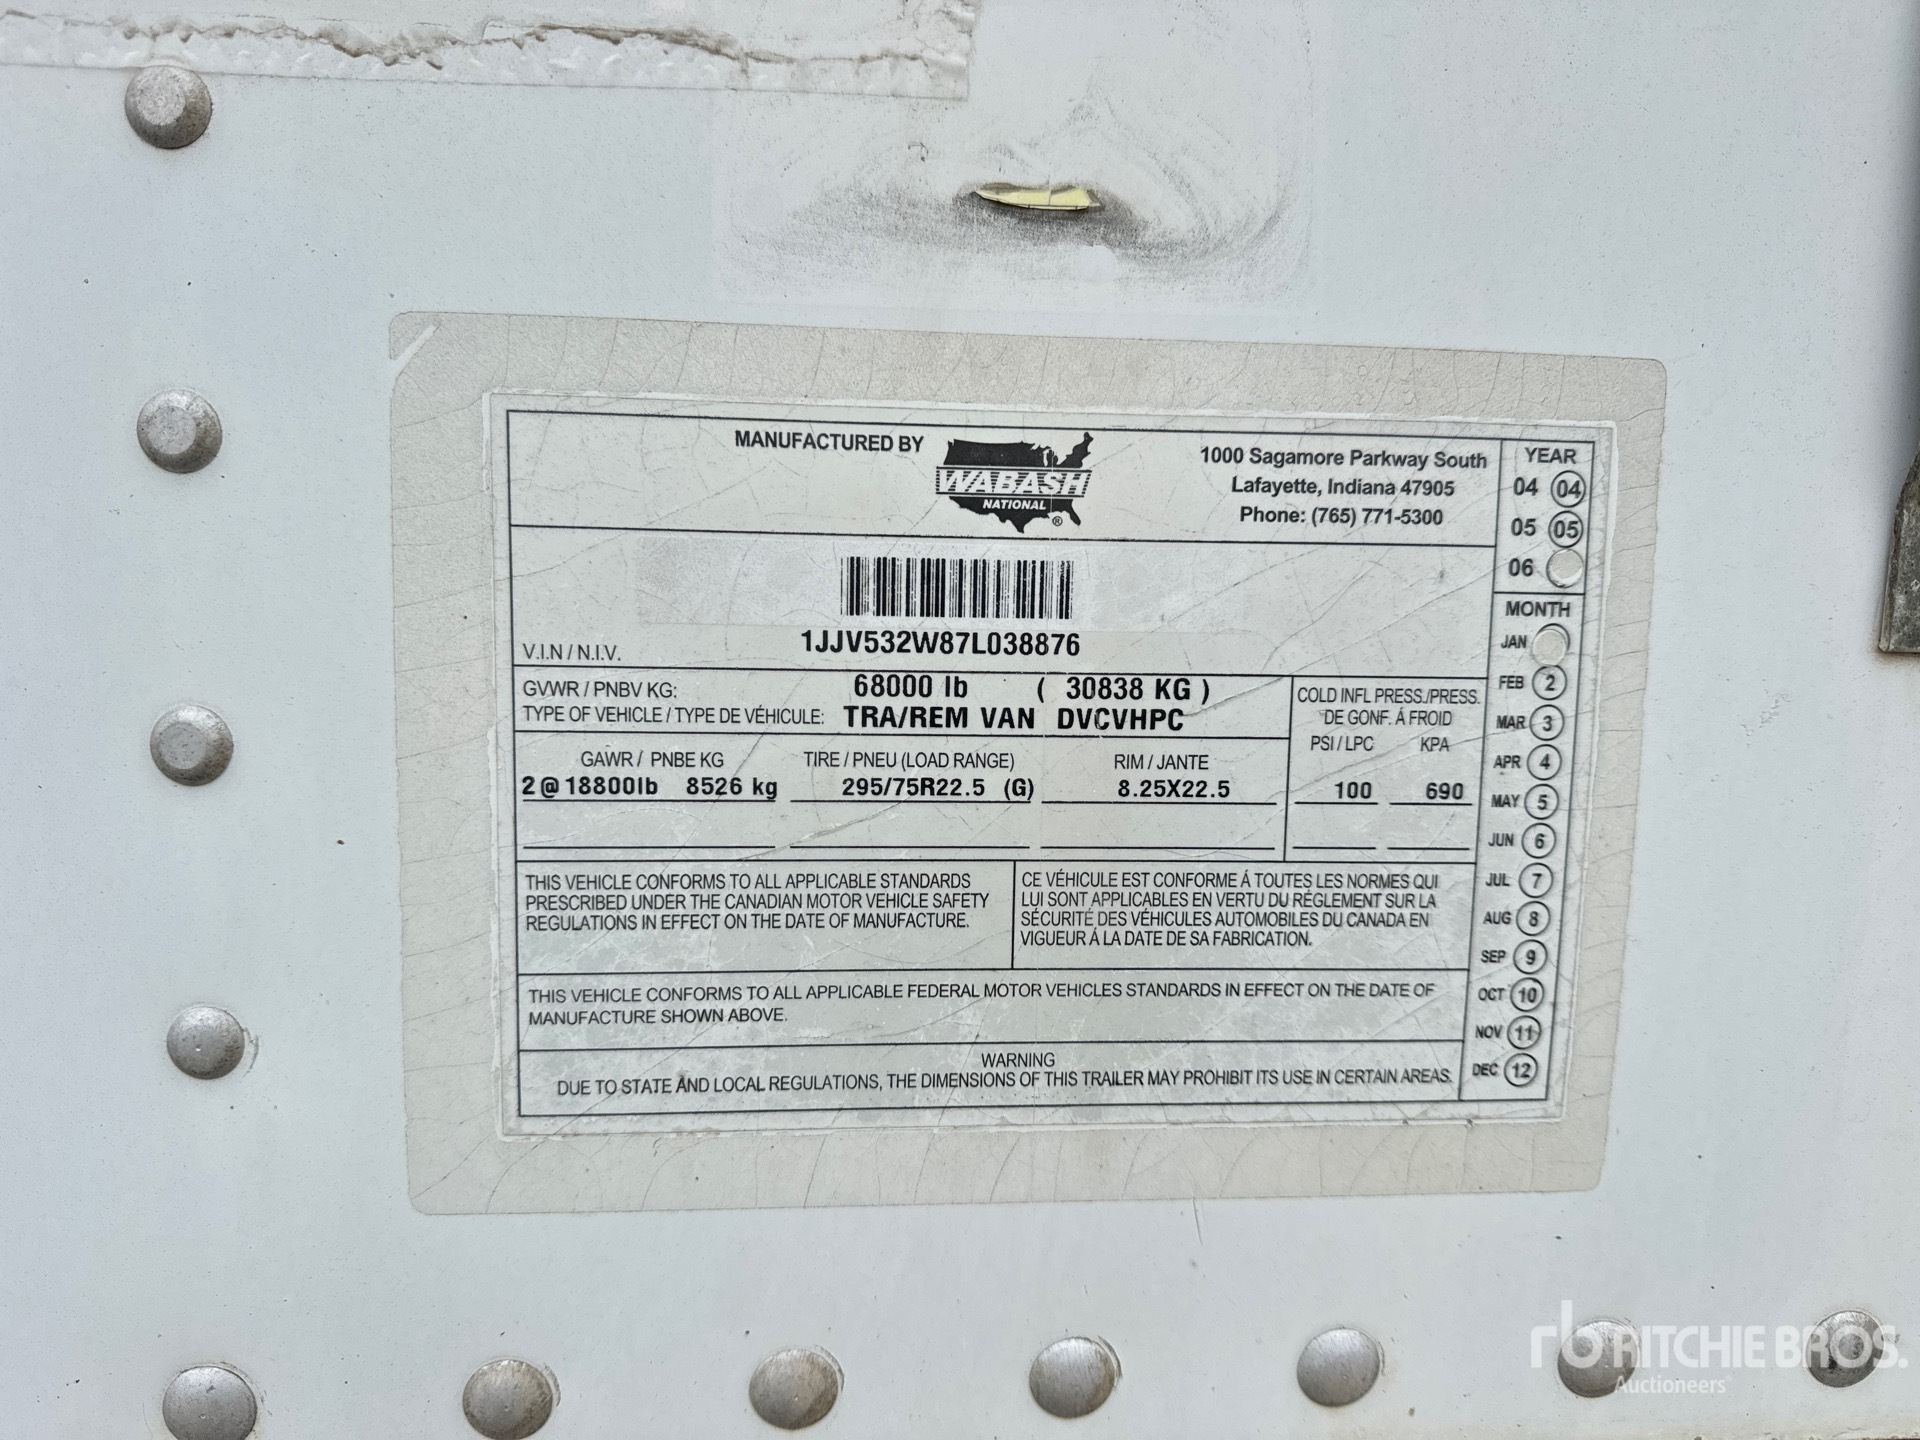 MANUFACTURED BY
WABASH
NATIONAL
®
1000 Sagamore Parkway South
Lafayette, Indiana 47905
Phone: (765) 771-5300
YEAR
04 04
05 05
06
MONTH
JAN
FEB 2
MAR 3
APR 4
MAY 5
JUN 6
JUL 7
AUG 8
SEP 9
OCT 10
NOV 11
DEC 12
V.I.N / N.I.V. 1JJV532W87L038876
GVWR / PNBV KG: 68000 lb ( 30838 KG )
TYPE OF VEHICLE / TYPE DE VÉHICULE: TRA/REM VAN DVCVHPC
COLD INFL PRESS./PRESS.
DE GONF. Á FROID
PSI / LPC KPA
GAWR / PNBE KG TIRE / PNEU (LOAD RANGE) RIM / JANTE
2 @ 18800lb 8526 kg 295/75R22.5 (G) 8.25X22.5 100 690
THIS VEHICLE CONFORMS TO ALL APPLICABLE STANDARDS
PRESCRIBED UNDER THE CANADIAN MOTOR VEHICLE SAFETY
REGULATIONS IN EFFECT ON THE DATE OF MANUFACTURE.
CE VÉHICULE EST CONFORME Á TOUTES LES NORMES QUI
LUI SONT APPLICABLES EN VERTU DU RÉGLEMENT SUR LA
SÉCURITÉ DES VÉHICULES AUTOMOBILES DU CANADA EN
VIGUEUR Á LA DATE DE SA FABRICATION.
THIS VEHICLE CONFORMS TO ALL APPLICABLE FEDERAL MOTOR VEHICLES STANDARDS IN EFFECT ON THE DATE OF
MANUFACTURE SHOWN ABOVE.
WARNING
DUE TO STATE AND LOCAL REGULATIONS, THE DIMENSIONS OF THIS TRAILER MAY PROHIBIT ITS USE IN CERTAIN AREAS.
rb RITCHIE BROS.
Auctioneers